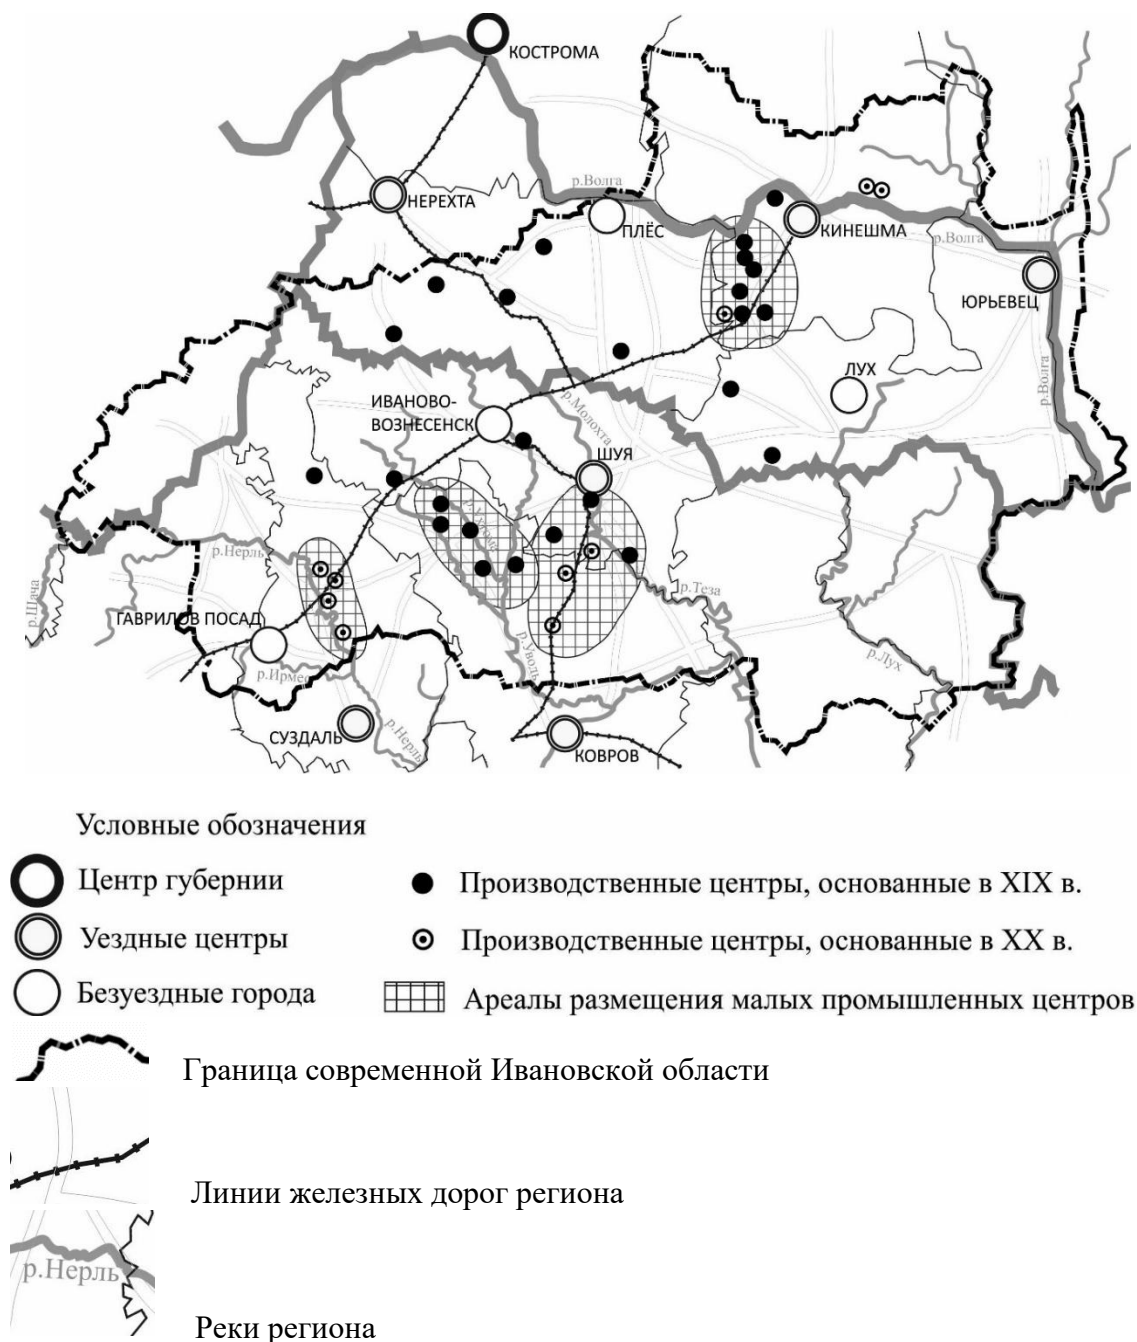 КОСТРОМА
р.Волга
НЕРЕХТА
ПЛЁС
КИНЕШМА
р.Волга
ЮРЬЕВЕЦ
ЛУХ
р.Волга
ИВАНОВО-
ВОЗНЕСЕНСК
р.Молохта
ШУЯ
р.Ухтома
р.Нерль
р.Шача
р.Теза
ГАВРИЛОВ ПОСАД
р.Уводь
р.Лух
р.Ирмес
СУЗДАЛЬ
р.Нерль
КОВРОВ
Условные обозначения
Центр губернии
Производственные центры, основанные в XIX в.
Уездные центры
Производственные центры, основанные в XX в.
Безуездные города
Ареалы размещения малых промышленных центров
Граница современной Ивановской области
Линии железных дорог региона
р.Нерль
Реки региона